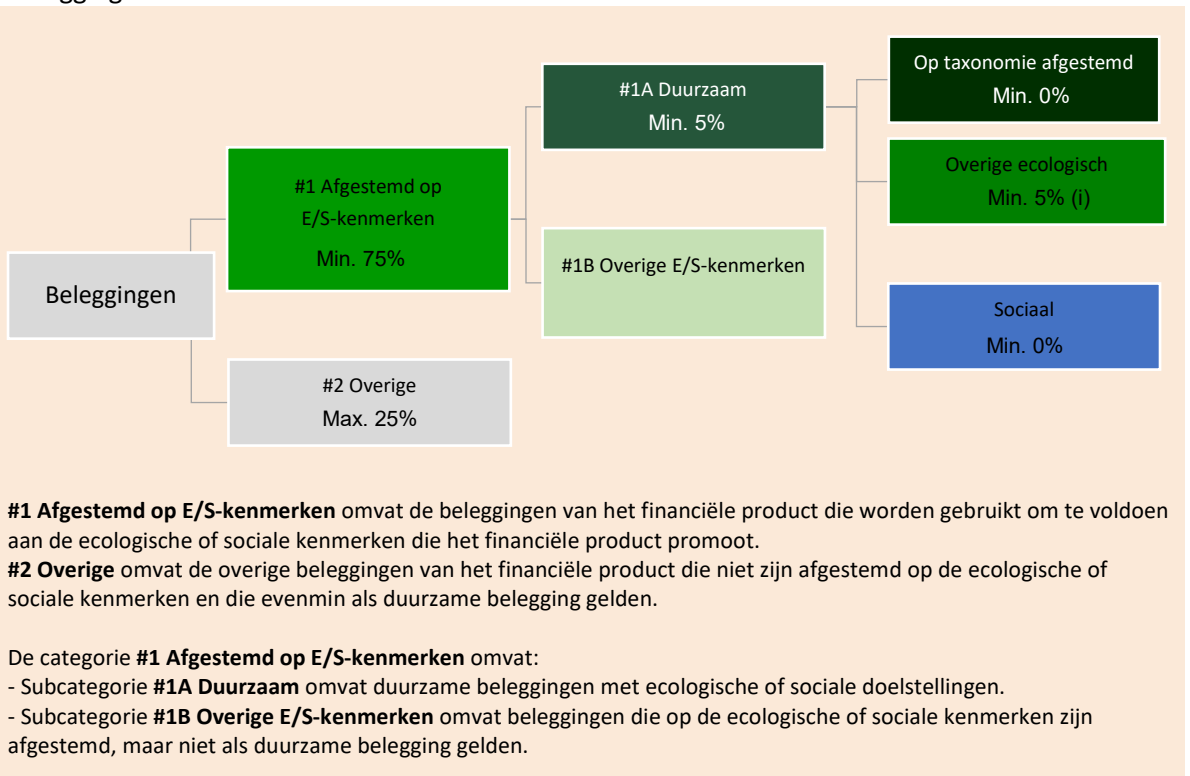 Op taxonomie afgestemd
Min. 0%
#1A Duurzaam
Min. 5%
Overige ecologisch
Min. 5% (i)
#1 Afgestemd op
E/S-kenmerken
Min. 75%
#1B Overige E/S-kenmerken
Beleggingen
Sociaal
Min. 0%
#2 Overige
Max. 25%
#1 Afgestemd op E/S-kenmerken omvat de beleggingen van het financiële product die worden gebruikt om te voldoen
aan de ecologische of sociale kenmerken die het financiële product promoot.
#2 Overige omvat de overige beleggingen van het financiële product die niet zijn afgestemd op de ecologische of
sociale kenmerken en die evenmin als duurzame belegging gelden.
De categorie #1 Afgestemd op E/S-kenmerken omvat:
- Subcategorie #1A Duurzaam omvat duurzame beleggingen met ecologische of sociale doelstellingen.
- Subcategorie #1B Overige E/S-kenmerken omvat beleggingen die op de ecologische of sociale kenmerken zijn
afgestemd, maar niet als duurzame belegging gelden.